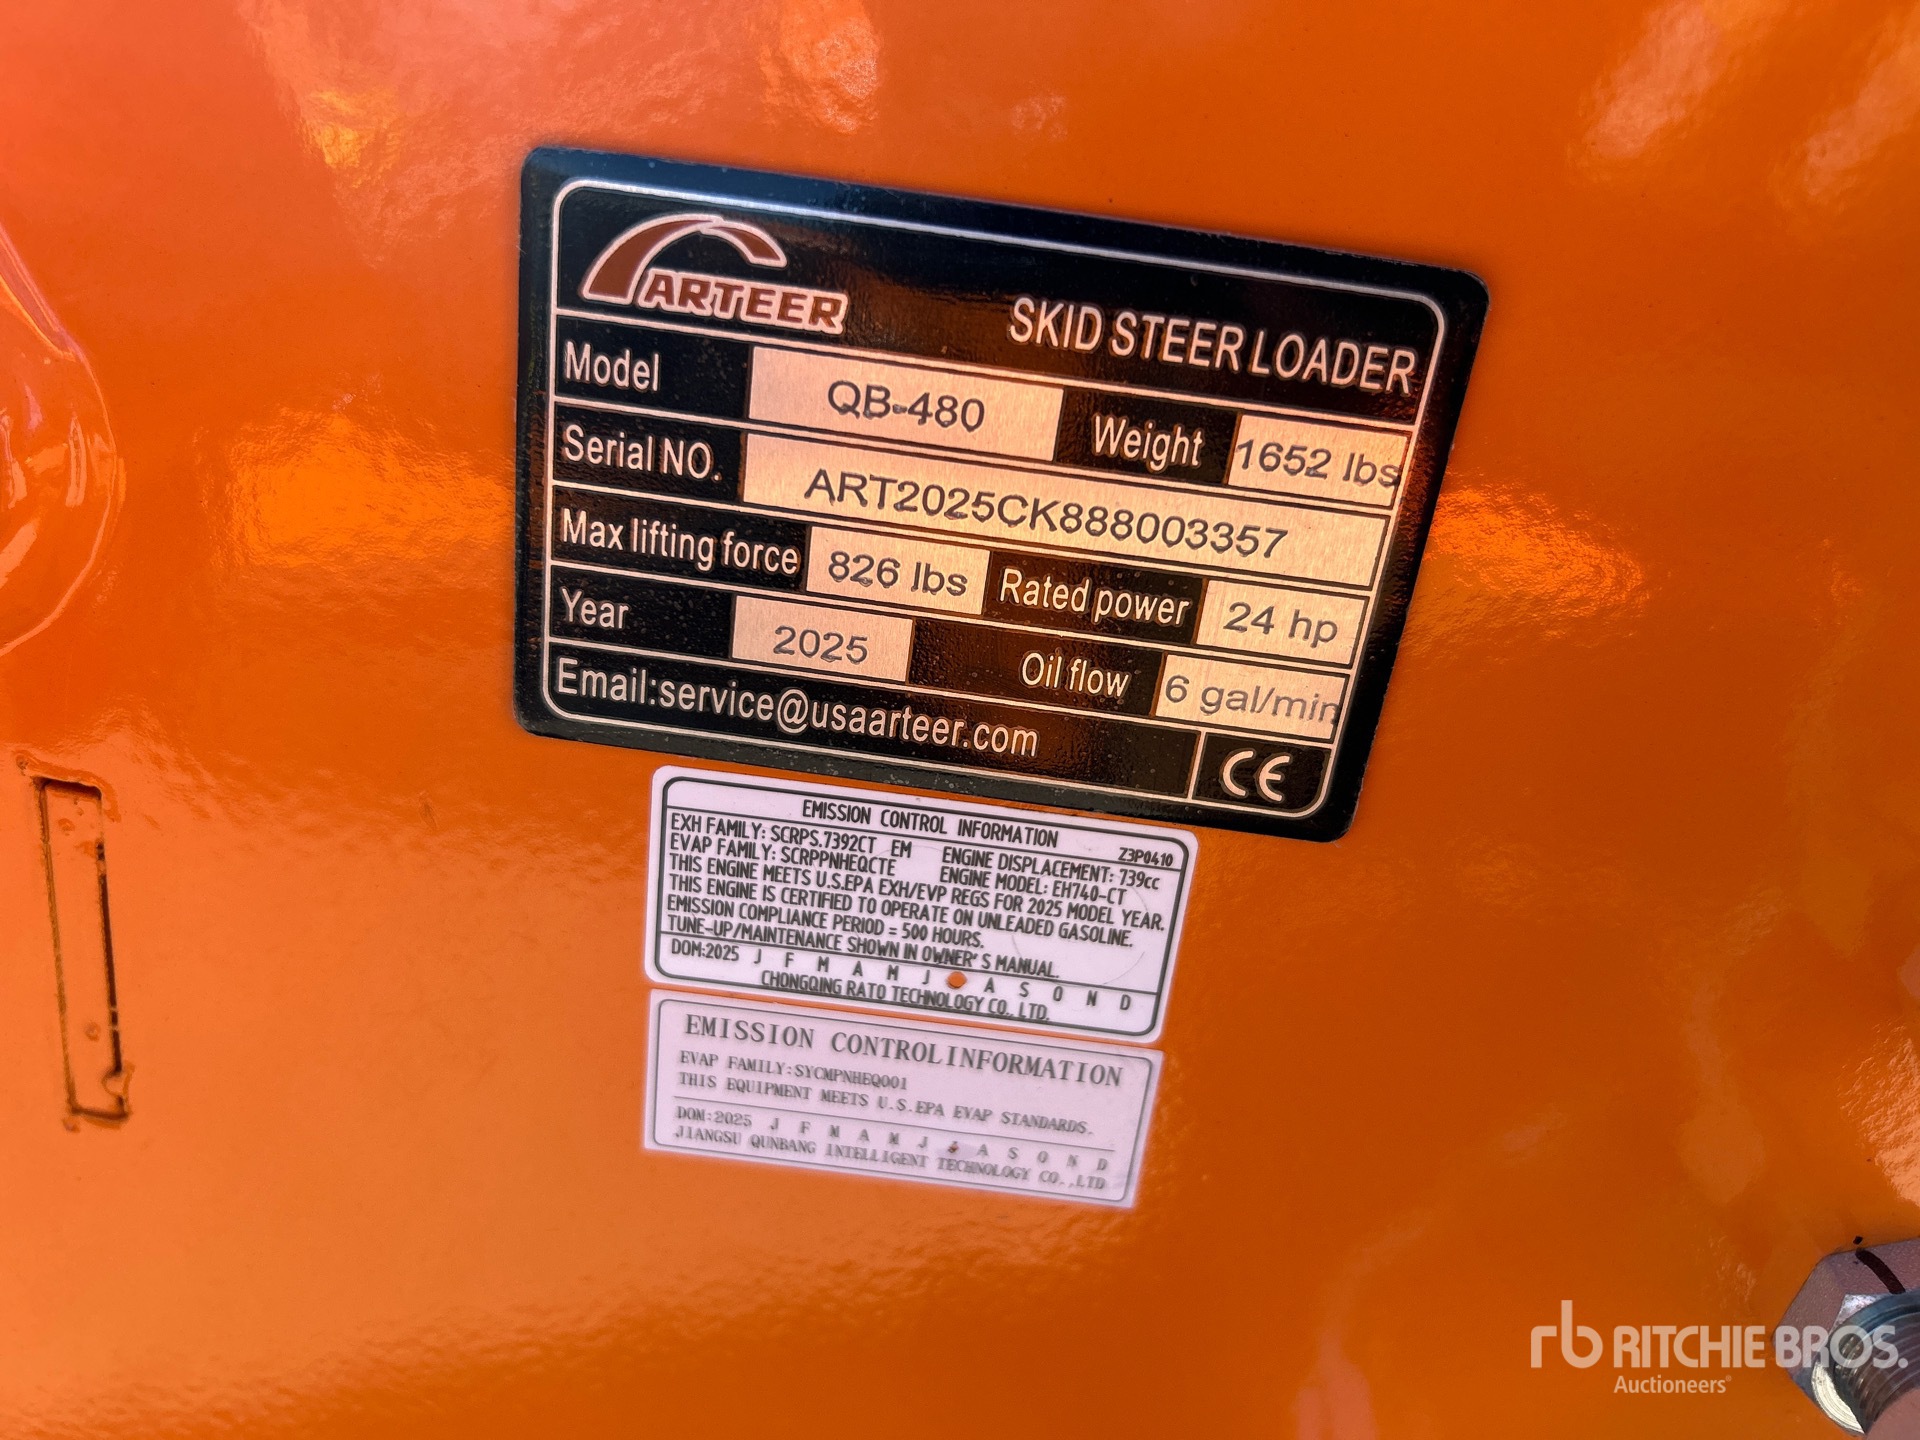 ARTEER
SKID STEER LOADER
Model QB-480 Weight 1652 lbs
Serial NO. ART2025CK888003357
Max lifting force 826 lbs Rated power 24 hp
Year 2025 Oil flow 6 gal/min
Email:service@usaarteer.com CE
EMISSION CONTROL INFORMATION
EXH FAMILY: SCRPS.7392CT EM Z3P0410
EVAP FAMILY: SCRPPNHEQCTE ENGINE DISPLACEMENT: 739cc
ENGINE MODEL: EH740-CT
THIS ENGINE MEETS U.S.EPA EXH/EVP REGS FOR 2025 MODEL YEAR.
THIS ENGINE IS CERTIFIED TO OPERATE ON UNLEADED GASOLINE.
EMISSION COMPLIANCE PERIOD = 500 HOURS.
TUNE-UP/MAINTENANCE SHOWN IN OWNER'S MANUAL.
DOM:2025 J F M A M J A S O N D
CHONGQING RATO TECHNOLOGY CO., LTD.
EMISSION CONTROL INFORMATION
EVAP FAMILY:SYCMPNHEQ001
THIS EQUIPMENT MEETS U.S.EPA EVAP STANDARDS.
DOM:2025 J F M A M J A S O N D
JIANGSU QUNBANG INTELLIGENT TECHNOLOGY CO.,LTD
rb RITCHIE BROS.
Auctioneers